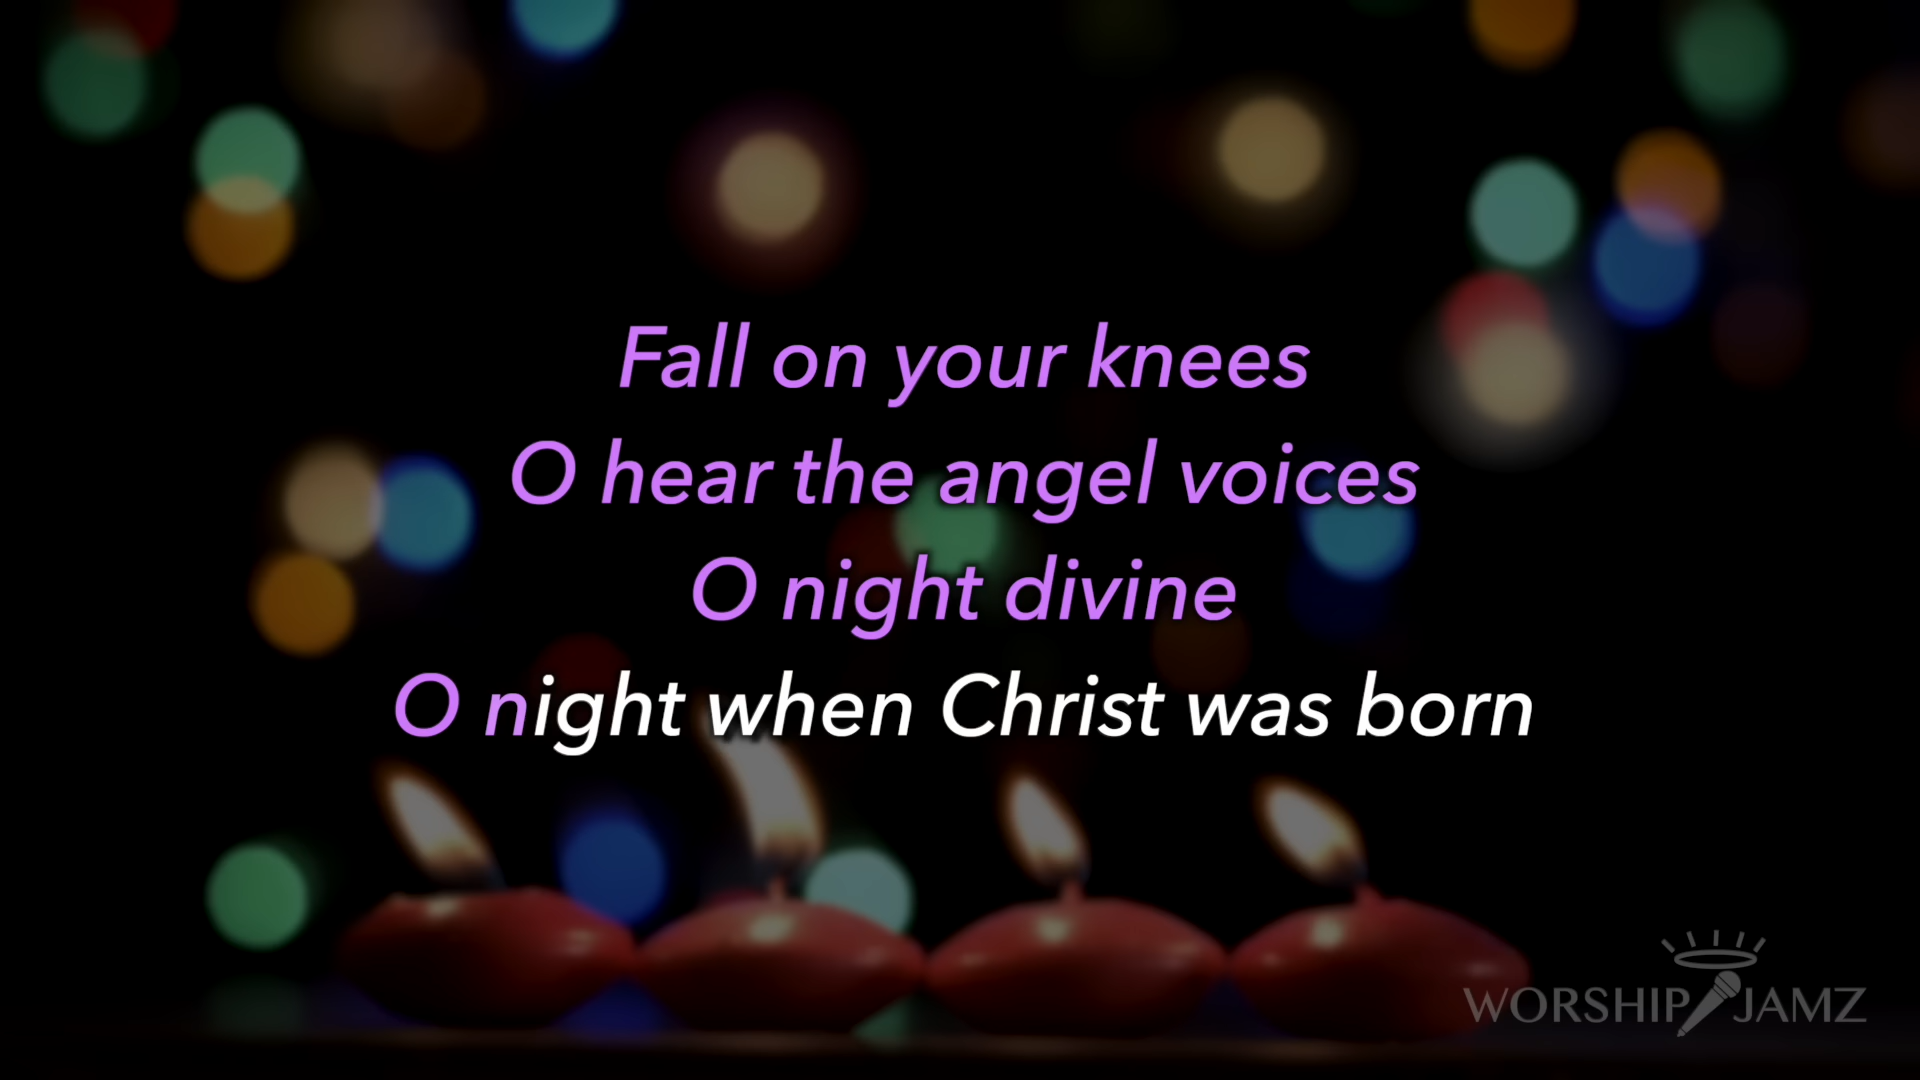 Fall on your knees
O hear the angel voices
O night divine
O night when Christ was born
WORSHIP JAMZ